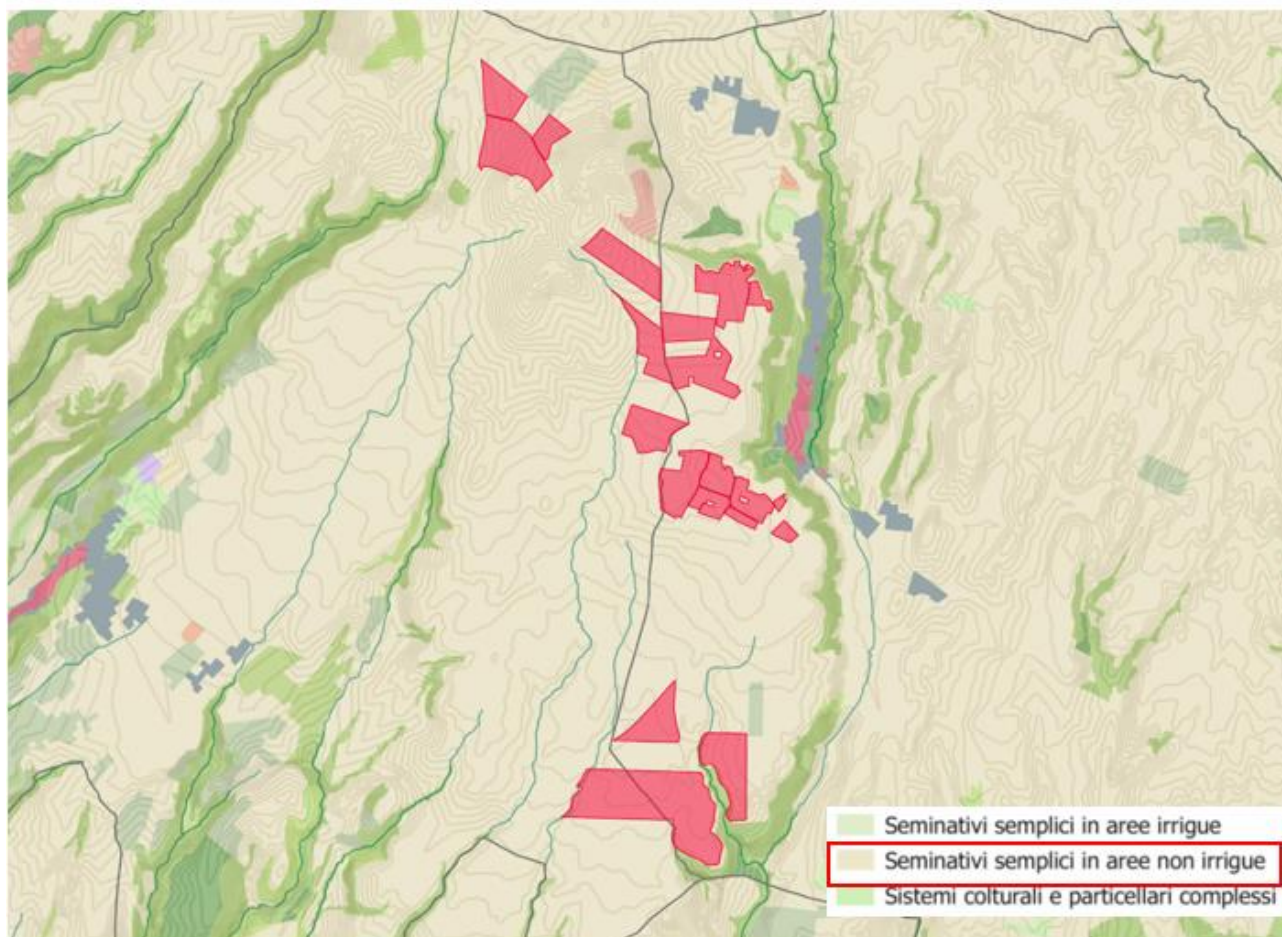 Seminativi semplici in aree irrigue
Seminativi semplici in aree non irrigue
Sistemi colturali e particellari complessi